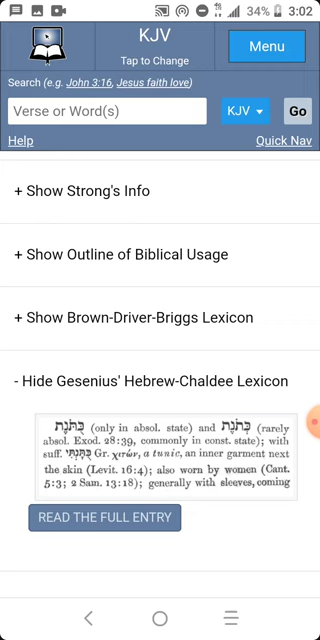 34% 3:02
KJV
Tap to Change
Menu
Search (e.g. John 3:16, Jesus faith love)
Verse or Word(s)
KJV
Go
Help
Quick Nav
+ Show Strong's Info
+ Show Outline of Biblical Usage
+ Show Brown-Driver-Briggs Lexicon
- Hide Gesenius' Hebrew-Chaldee Lexicon
כֻּתֹּנֶת (only in absol. state) and כְּתֹנֶת (rarely
absol. Exod. 28:39, commonly in const. state); with
suff. כֻּתָּנְתִּי Gr. χιτών, a tunic, an inner garment next
the skin (Levit. 16:4); also worn by women (Cant.
5:3; 2 Sam. 13:18); generally with sleeves, coming
READ THE FULL ENTRY